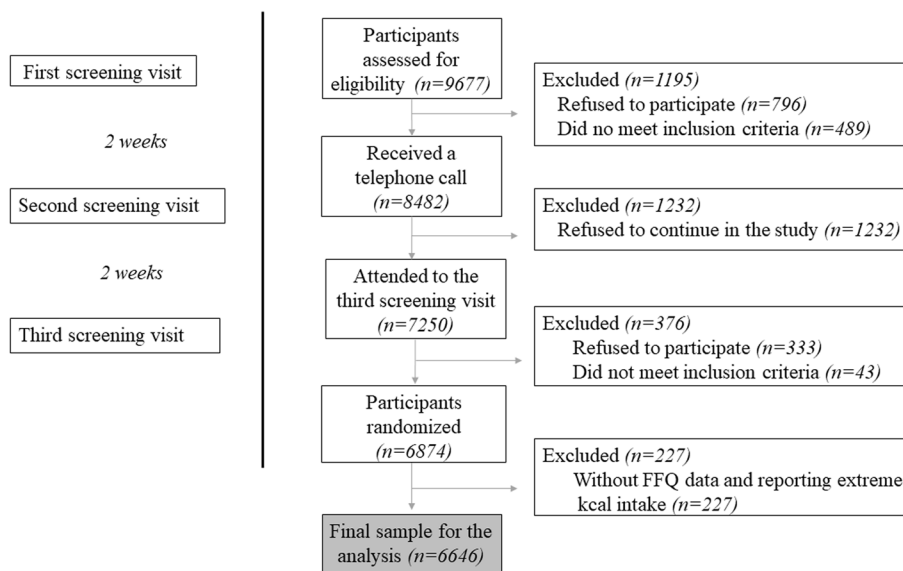 First screening visit
2 weeks
Second screening visit
2 weeks
Third screening visit
Participants
assessed for
eligibility (n=9677)
Excluded (n=1195)
Refused to participate (n=796)
Did no meet inclusion criteria (n=489)
Received a
telephone call
(n=8482)
Excluded (n=1232)
Refused to continue in the study (n=1232)
Attended to the
third screening visit
(n=7250)
Excluded (n=376)
Refused to participate (n=333)
Did not meet inclusion criteria (n=43)
Participants
randomized
(n=6874)
Excluded (n=227)
Without FFQ data and reporting extreme
kcal intake (n=227)
Final sample for the
analysis (n=6646)